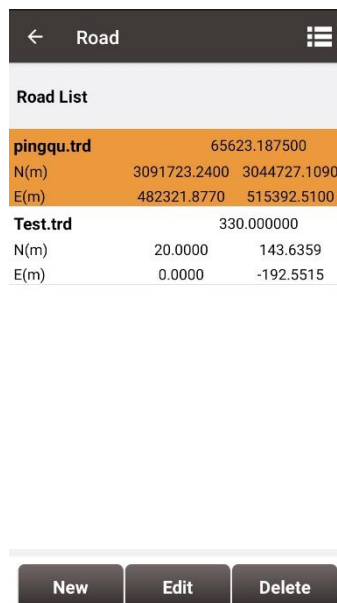 Road
Road List
pingqu.trd 65623.187500
N(m) 3091723.2400 3044727.1090
E(m) 482321.8770 515392.5100
Test.trd 330.000000
N(m) 20.0000 143.6359
E(m) 0.0000 -192.5515
New Edit Delete